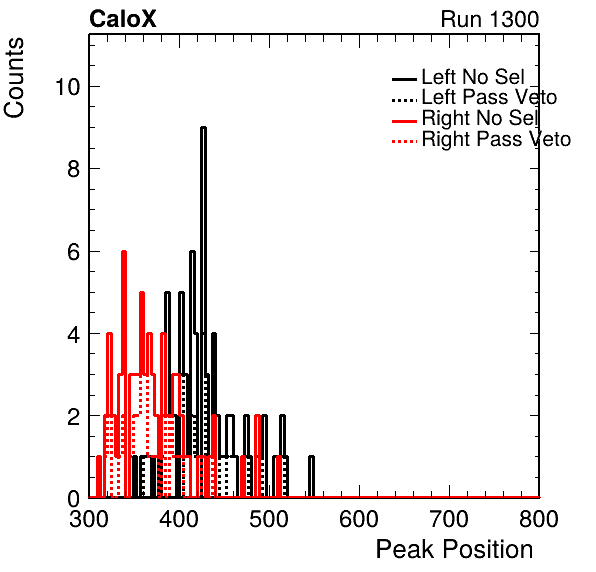 CaloX
Run 1300
Counts
10
8
6
4
2
0
Left No Sel
Left Pass Veto
Right No Sel
Right Pass Veto
300 400 500 600 700 800
Peak Position